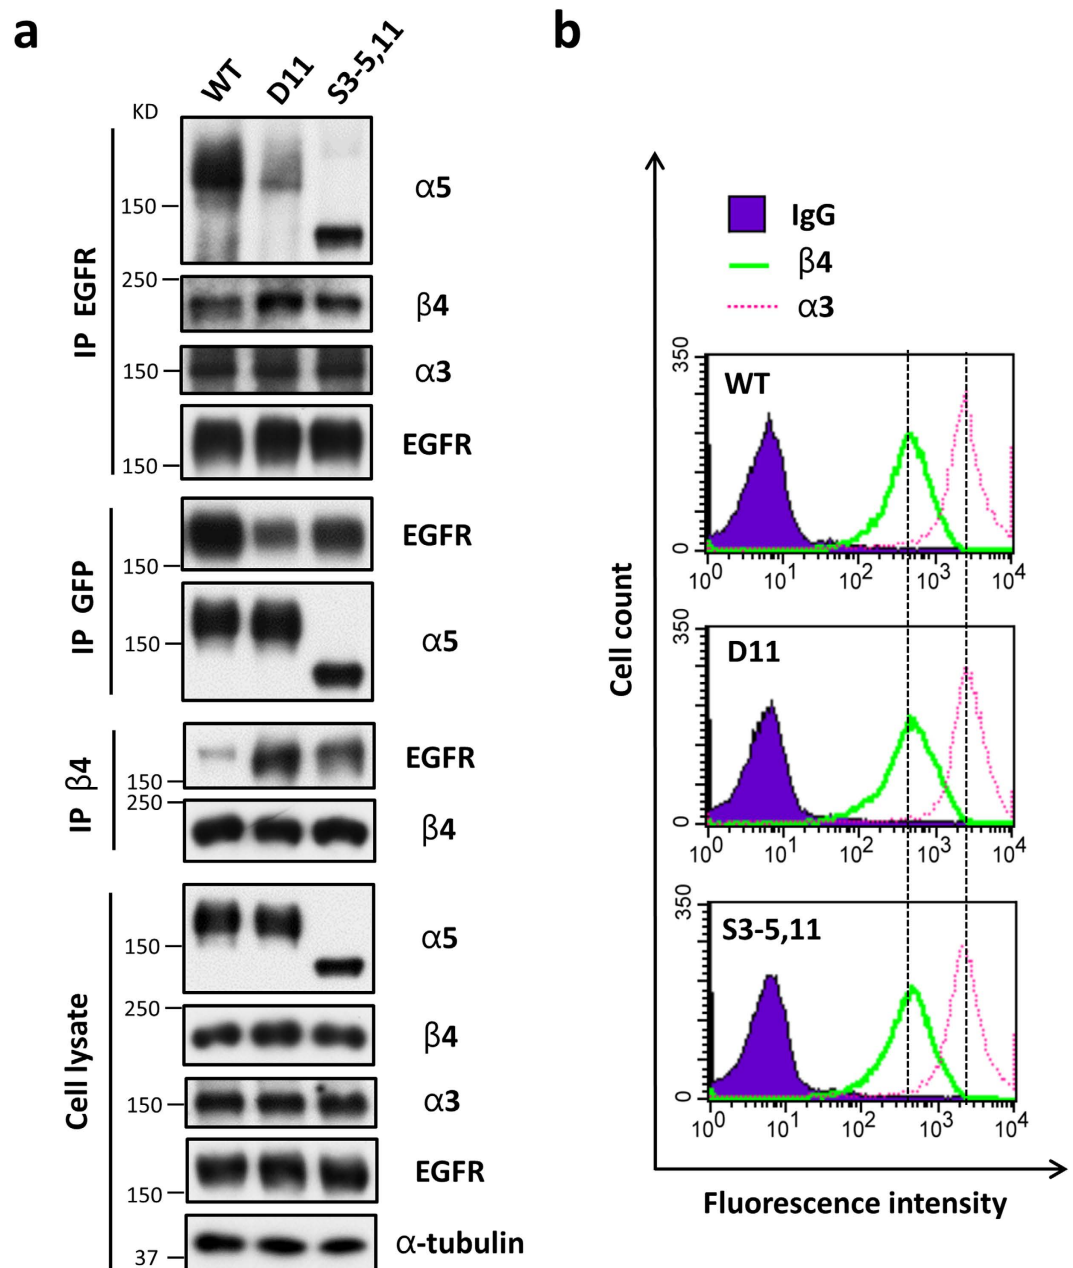 a
WT D11 S3-5,11
KD
IP EGFR
150
α5
250
β4
150
α3
150
EGFR
IP GFP
150
EGFR
150
α5
IP β4
150
EGFR
250
β4
Cell lysate
150
α5
250
β4
150
α3
150
EGFR
37
α-tubulin
b
IgG
β4
α3
Cell count
WT
350
0
10⁰ 10¹ 10² 10³ 10⁴
D11
350
0
10⁰ 10¹ 10² 10³ 10⁴
S3-5,11
350
0
10⁰ 10¹ 10² 10³ 10⁴
Fluorescence intensity